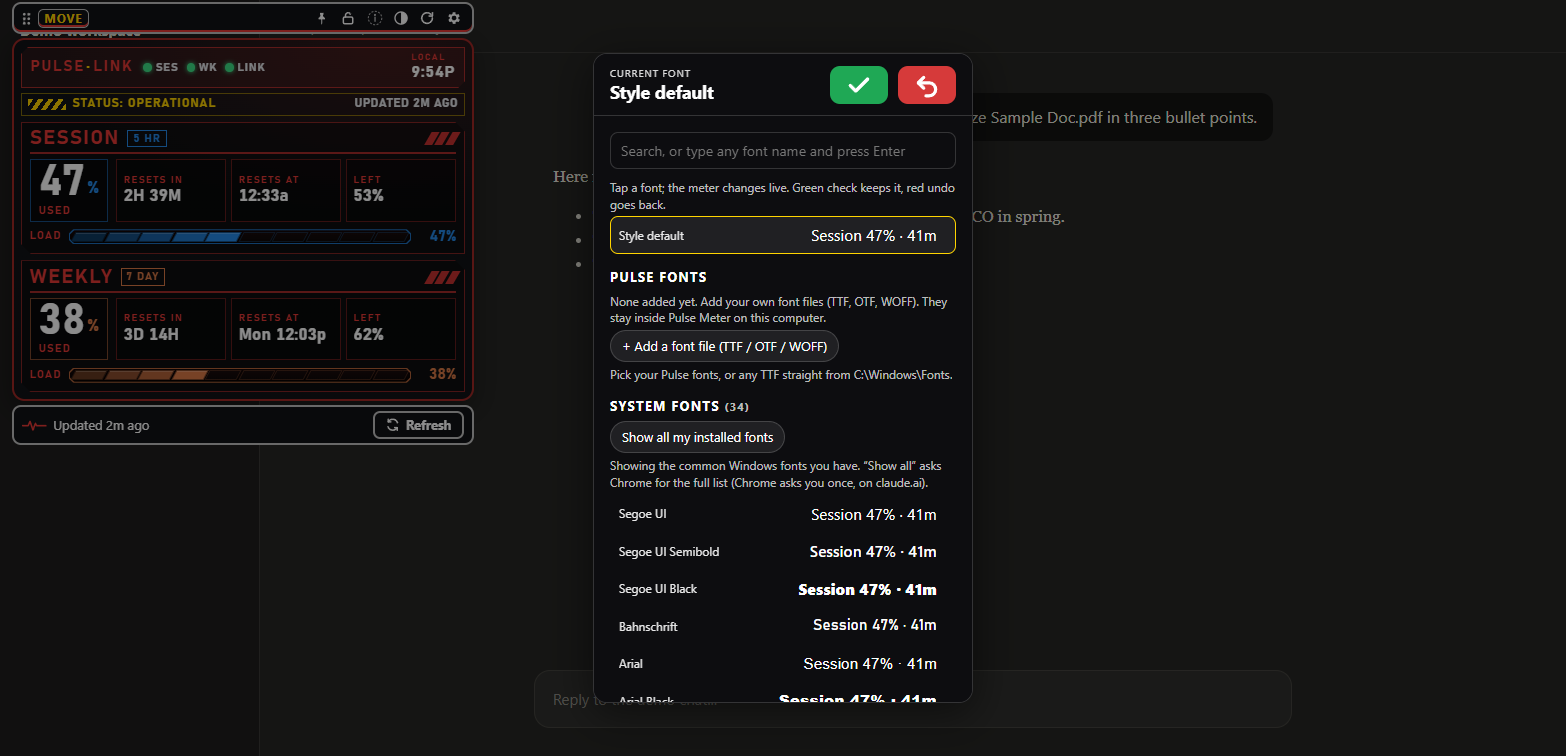 MOVE
PULSE·LINK SES WK LINK
LOCAL
9:54P
STATUS: OPERATIONAL UPDATED 2M AGO
SESSION 5 HR
47% USED
RESETS IN
2H 39M
RESETS AT
12:33a
LEFT
53%
LOAD 47%
WEEKLY 7 DAY
38% USED
RESETS IN
3D 14H
RESETS AT
Mon 12:03p
LEFT
62%
LOAD 38%
Updated 2m ago Refresh
CURRENT FONT
Style default
Search, or type any font name and press Enter
Tap a font; the meter changes live. Green check keeps it, red undo
goes back.
Style default Session 47% · 41m
PULSE FONTS
None added yet. Add your own font files (TTF, OTF, WOFF). They
stay inside Pulse Meter on this computer.
+ Add a font file (TTF / OTF / WOFF)
Pick your Pulse fonts, or any TTF straight from C:\Windows\Fonts.
SYSTEM FONTS (34)
Show all my installed fonts
Showing the common Windows fonts you have. “Show all” asks
Chrome for the full list (Chrome asks you once, on claude.ai).
Segoe UI Session 47% · 41m
Segoe UI Semibold Session 47% · 41m
Segoe UI Black Session 47% · 41m
Bahnschrift Session 47% · 41m
Arial Session 47% · 41m
Arial Black Session 47% · 41m
ze Sample Doc.pdf in three bullet points.
Here
CO in spring.
Reply to